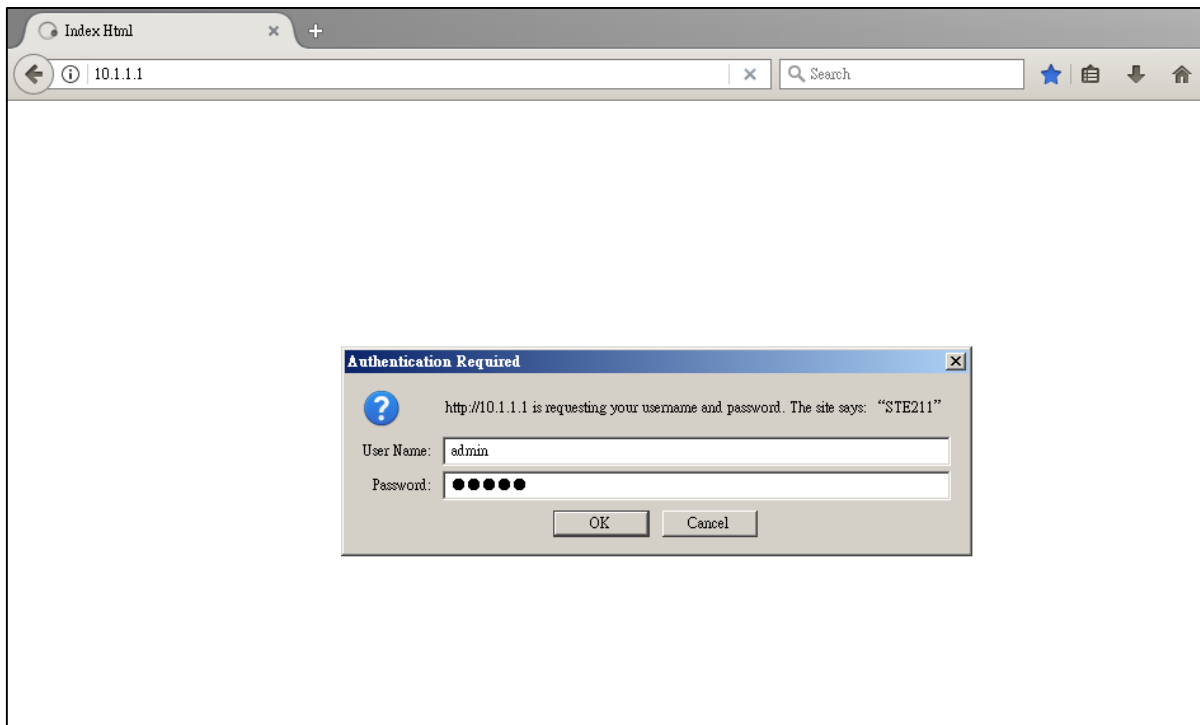 Index Html
10.1.1.1
Search
Authentication Required
http://10.1.1.1 is requesting your username and password. The site says: “STE211”
User Name: admin
Password: ●●●●●
OK Cancel